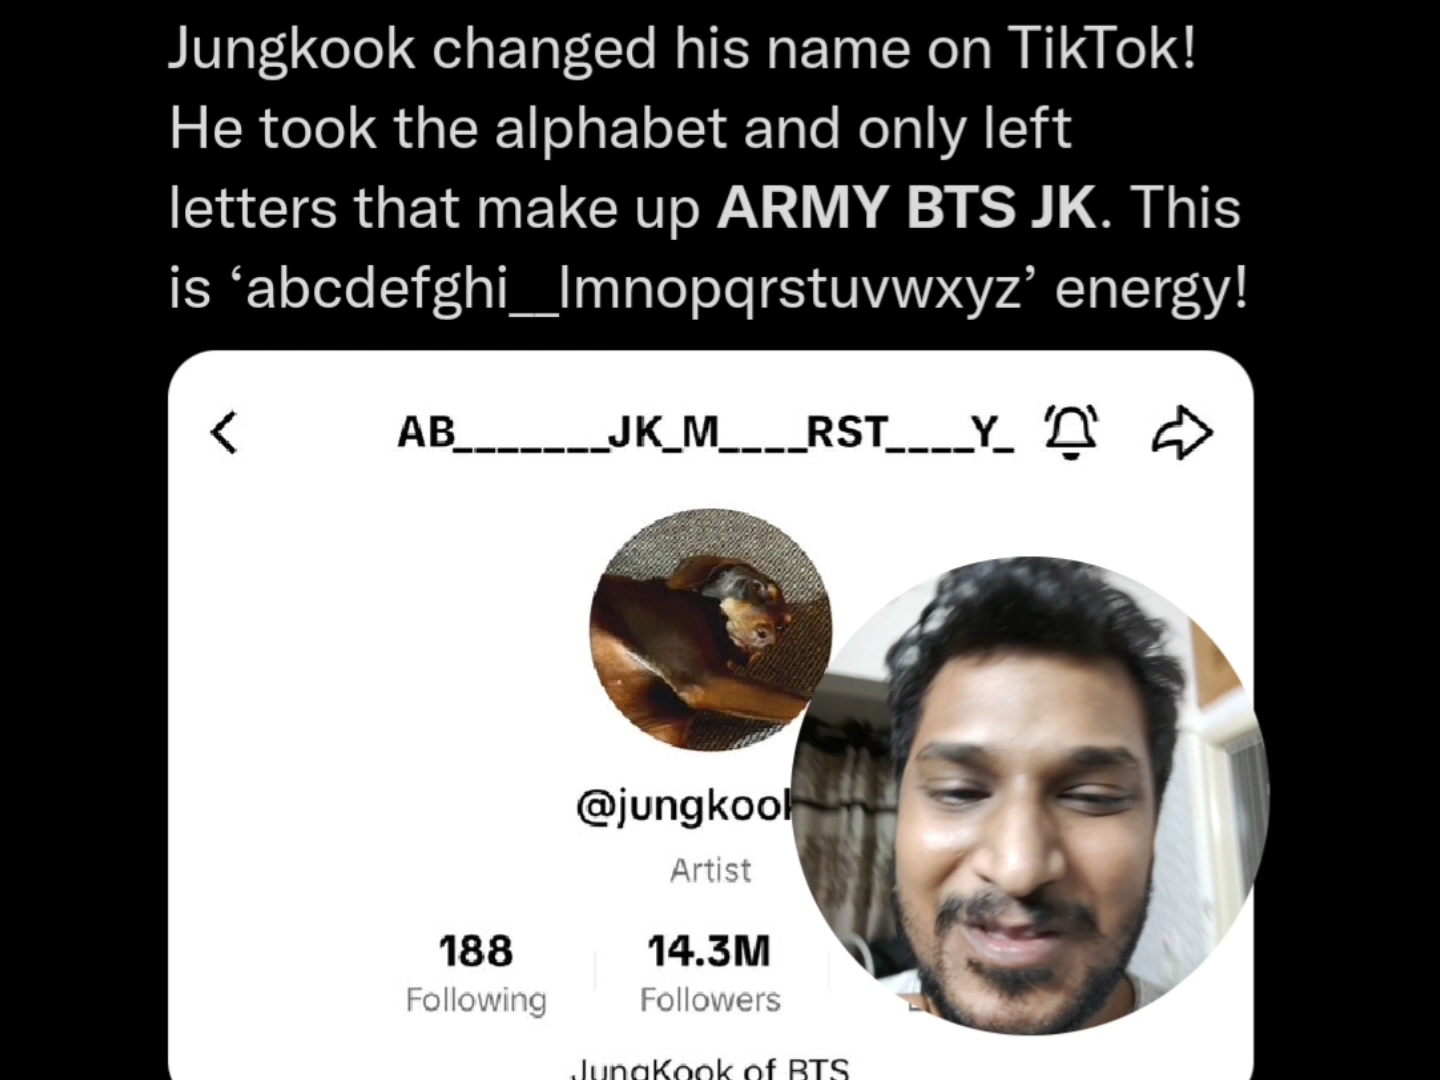 Jungkook changed his name on TikTok!
He took the alphabet and only left
letters that make up ARMY BTS JK. This
is ‘abcdefghi__lmnopqrstuvwxyz’ energy!
AB_______JK_M____RST____Y_
@jungkook
Artist
188 14.3M
Following Followers
JungKook of BTS